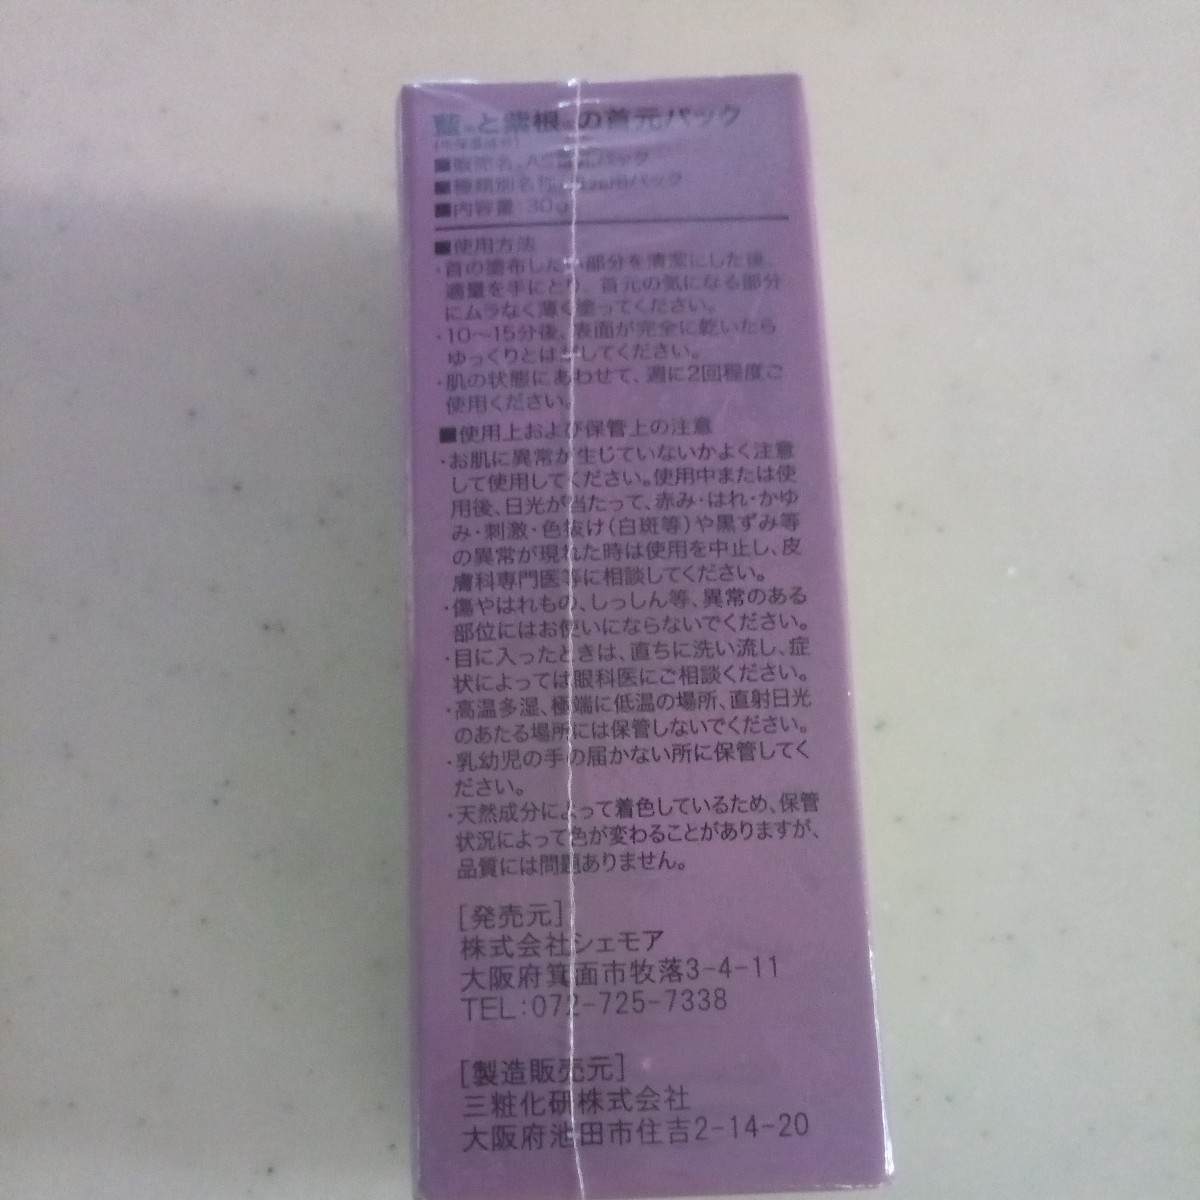 藍 と紫根 の首元パック
■販売名:AS首元パック
■種類別名称: 用パック
■内容量:30g
■使用方法
・首の塗布したい部分を清潔にした後、
適量を手にとり、首元の気になる部分
にムラなく薄く塗ってください。
・10〜15分後、表面が完全に乾いたら
ゆっくりとはがしてください。
・肌の状態にあわせて、週に2回程度ご
使用ください。
■使用上および保管上の注意
・お肌に異常が生じていないかよく注意
して使用してください。使用中または使
用後、日光が当たって、赤み・はれ・かゆ
み・刺激・色抜け(白斑等)や黒ずみ等
の異常が現れた時は使用を中止し、皮
膚科専門医等に相談してください。
・傷やはれもの、しっしん等、異常のある
部位にはお使いにならないでください。
・目に入ったときは、直ちに洗い流し、症
状によっては眼科医にご相談ください。
・高温多湿、極端に低温の場所、直射日光
のあたる場所には保管しないでください。
・乳幼児の手の届かない所に保管してく
ださい。
・天然成分によって着色しているため、保管
状況によって色が変わることがありますが、
品質には問題ありません。
[発売元]
株式会社シェモア
大阪府箕面市牧落3-4-11
TEL:072-725-7338
[製造販売元]
三粧化研株式会社
大阪府池田市住吉2-14-20